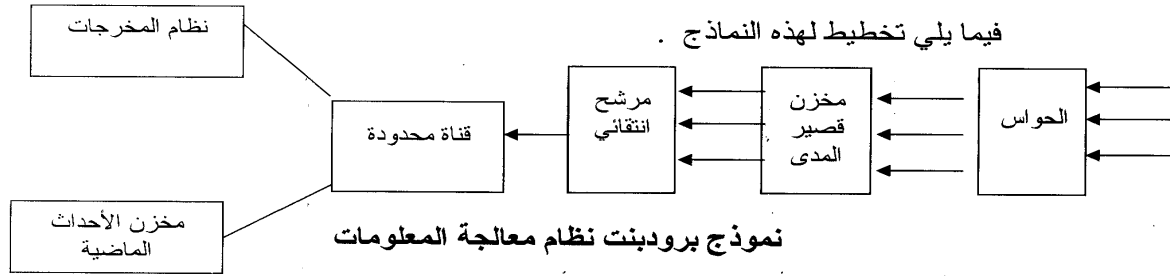 فيما يلي تخطيط لهذه النماذج .
الحواس
مخزن
قصير
المدى
مرشح
انتقائي
قناة محدودة
نظام المخرجات
مخزن الأحداث
الماضية
نموذج برودبنت نظام معالجة المعلومات